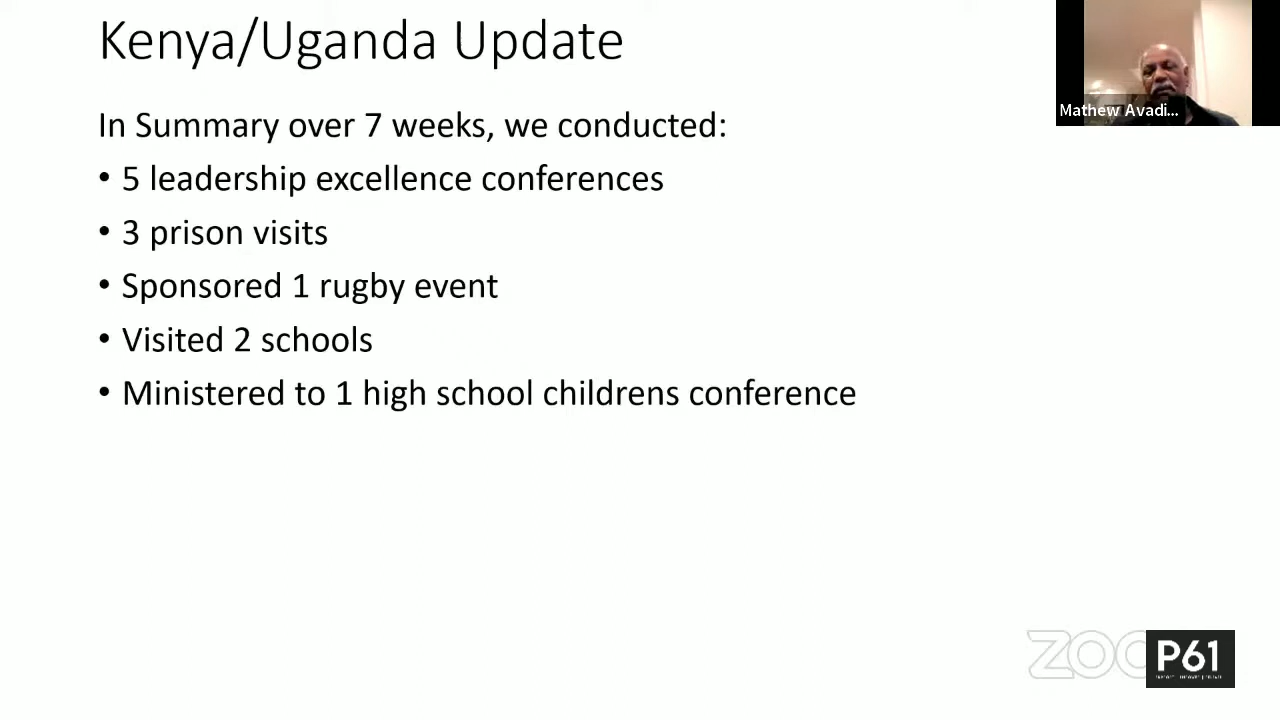 Kenya/Uganda Update
Mathew Avadi...
In Summary over 7 weeks, we conducted:
• 5 leadership excellence conferences
• 3 prison visits
• Sponsored 1 rugby event
• Visited 2 schools
• Ministered to 1 high school childrens conference
ZOO
P61